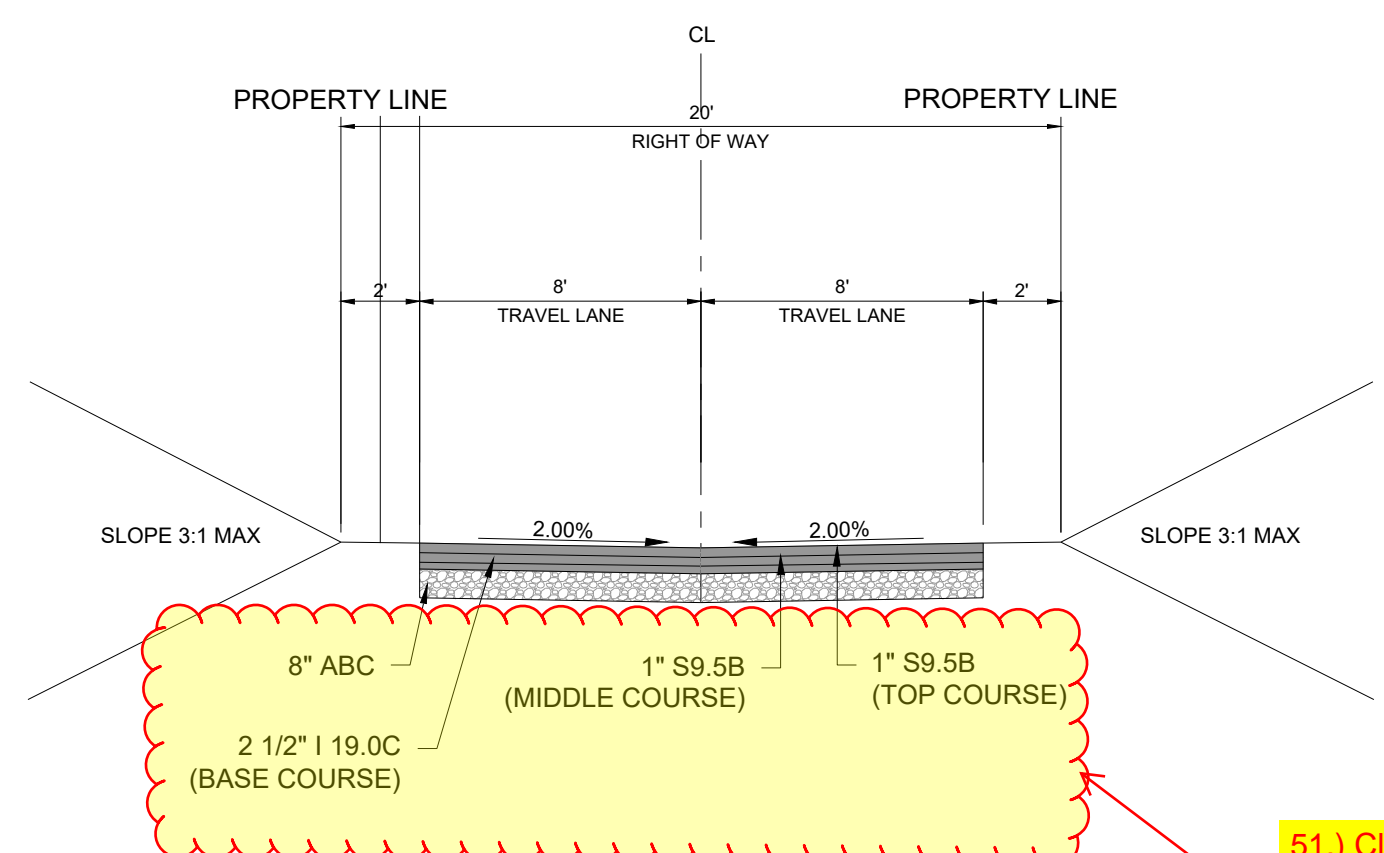 CL
PROPERTY LINE
PROPERTY LINE
20'
RIGHT OF WAY
2'
8'
8'
2'
TRAVEL LANE
TRAVEL LANE
SLOPE 3:1 MAX
2.00%
2.00%
SLOPE 3:1 MAX
8" ABC
1" S9.5B
(MIDDLE COURSE)
1" S9.5B
(TOP COURSE)
2 1/2" I 19.0C
(BASE COURSE)
51.)